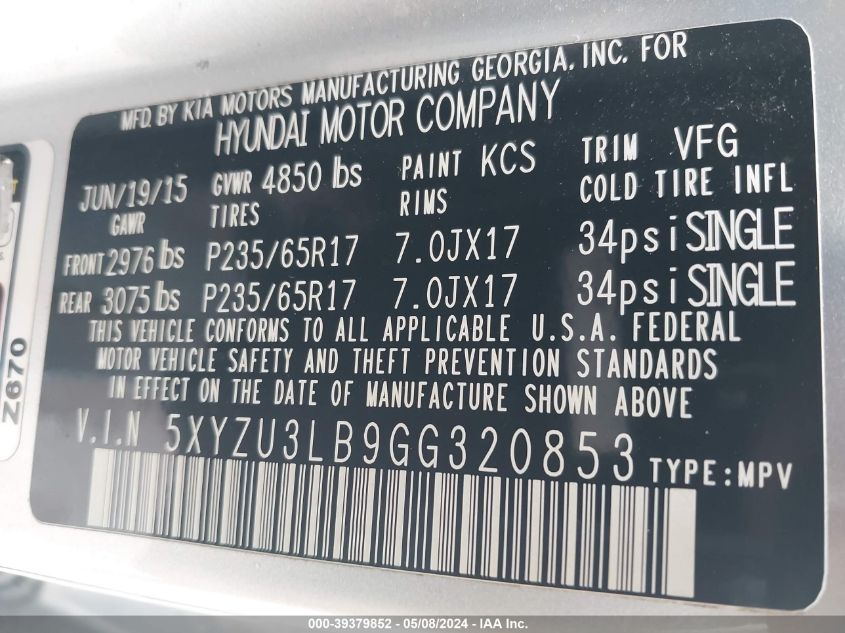 MFD. BY KIA MOTORS MANUFACTURING GEORGIA, INC. FOR
HYUNDAI MOTOR COMPANY
JUN/19/15 GVWR 4850 lbs PAINT KCS TRIM VFG
GAWR TIRES RIMS COLD TIRE INFL
FRONT 2976 lbs P235/65R17 7.0JX17 34psi SINGLE
REAR 3075 lbs P235/65R17 7.0JX17 34psi SINGLE
THIS VEHICLE CONFORMS TO ALL APPLICABLE U.S.A. FEDERAL
MOTOR VEHICLE SAFETY AND THEFT PREVENTION STANDARDS
IN EFFECT ON THE DATE OF MANUFACTURE SHOWN ABOVE
V.I.N 5XYZU3LB9GG320853 TYPE:MPV
Z670
000-39379852 - 05/08/2024 - IAA Inc.